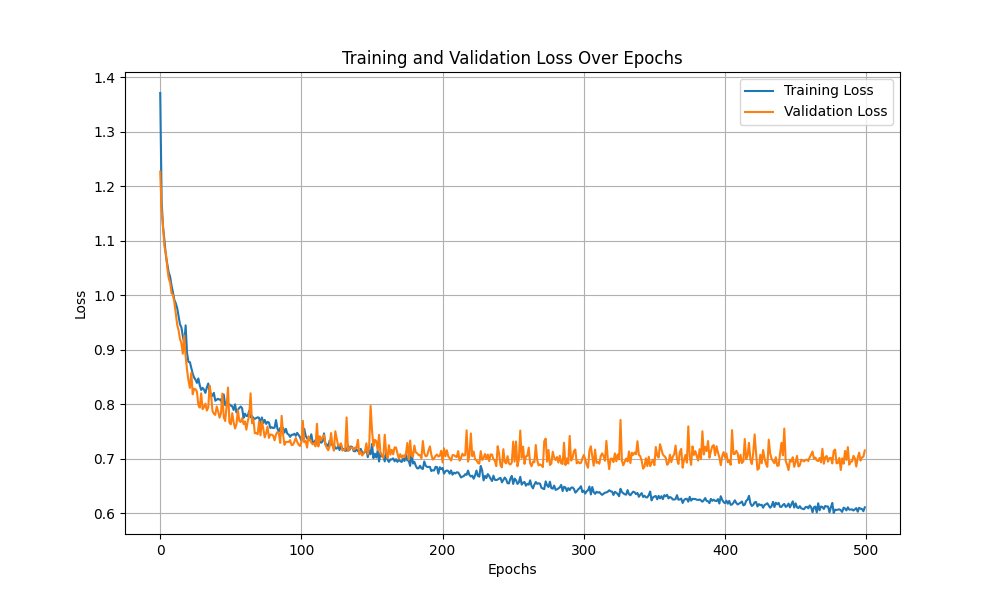 Training and Validation Loss Over Epochs
Training Loss
Validation Loss
1.4
1.3
1.2
1.1
1.0
0.9
0.8
0.7
0.6
Loss
0 100 200 300 400 500
Epochs